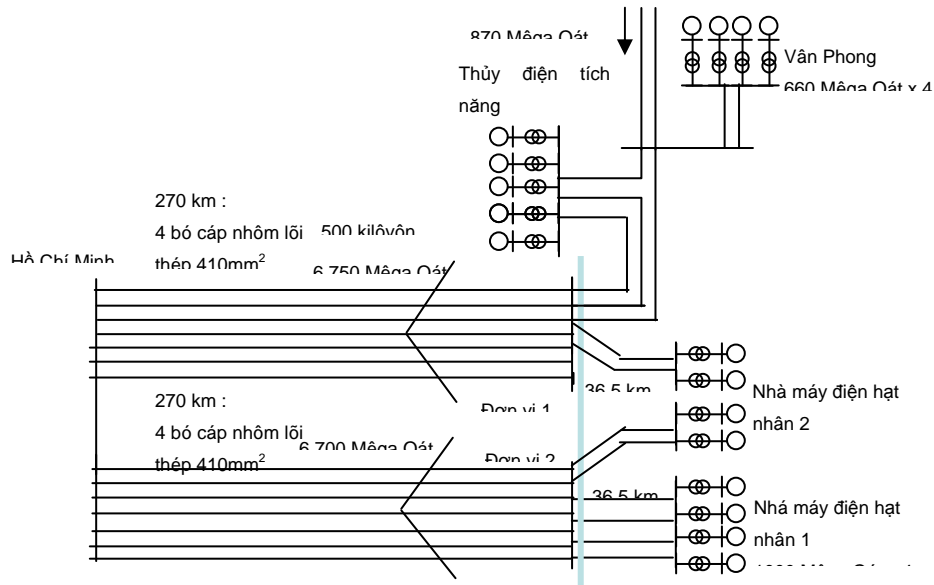 870 Mêga Oát
Thủy điện tích
năng
Vân Phong
660 Mêga Oát x 4
270 km :
4 bó cáp nhôm lõi
thép 410mm²
500 kilôvôn
Hồ Chí Minh
6.750 Mêga Oát
36,5 km
Nhà máy điện hạt
nhân 2
270 km :
4 bó cáp nhôm lõi
thép 410mm²
Đơn vị 1
6.700 Mêga Oát
Đơn vị 2
36,5 km
Nhá máy điện hạt
nhân 1